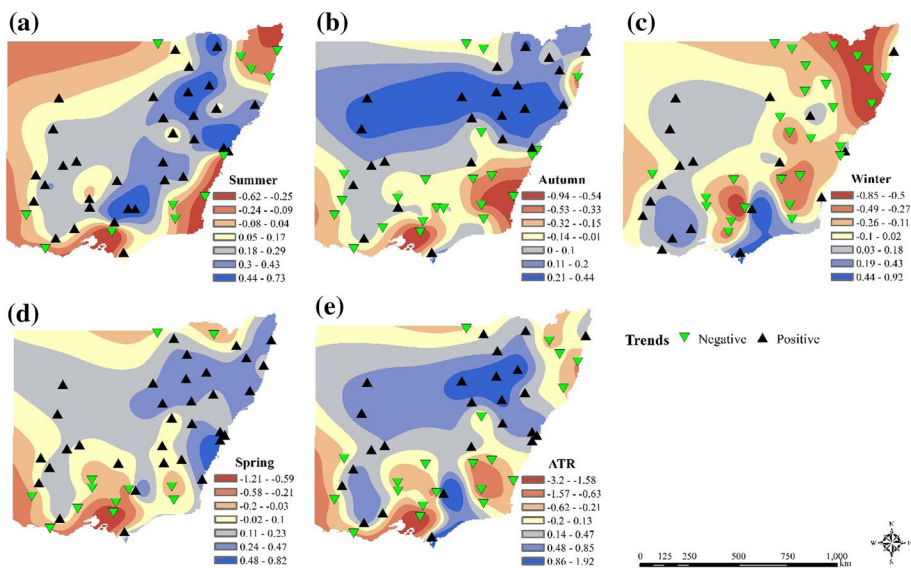 (a)
Summer
-0.62 - -0.25
-0.24 - -0.09
-0.08 - 0.04
0.05 - 0.17
0.18 - 0.29
0.3 - 0.43
0.44 - 0.73
(b)
Autumn
-0.94 - -0.54
-0.53 - -0.33
-0.32 - -0.15
-0.14 - -0.01
0 - 0.1
0.11 - 0.2
0.21 - 0.44
(c)
Winter
-0.85 - -0.5
-0.49 - -0.27
-0.26 - -0.11
-0.1 - 0.02
0.03 - 0.18
0.19 - 0.43
0.44 - 0.92
(d)
Spring
-1.21 - -0.59
-0.58 - -0.21
-0.2 - -0.03
-0.02 - 0.1
0.11 - 0.23
0.24 - 0.47
0.48 - 0.82
(e)
ATR
-3.2 - -1.58
-1.57 - -0.63
-0.62 - -0.21
-0.2 - 0.13
0.14 - 0.47
0.48 - 0.85
0.86 - 1.92
Trends Negative Positive
N
W E
S
0 125 250 500 750 1,000
km